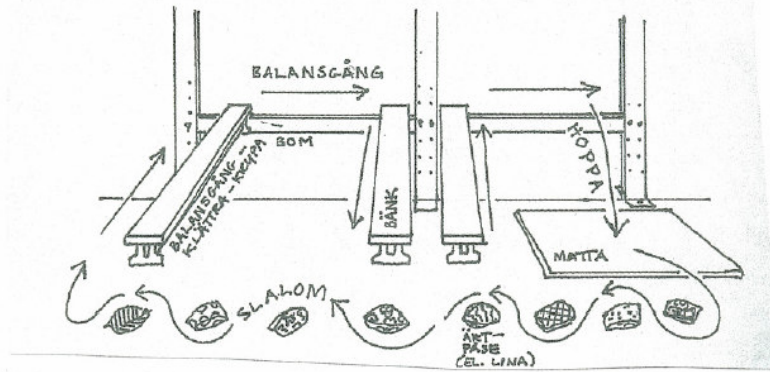 BALANSGÅNG
BOM
HOPPA
BALANSGÅNG-
KLÄTTRA-KRYPA
BÄNK
MATTA
SLALOM
ÄRT-
PÅSE
(EL. LINA)